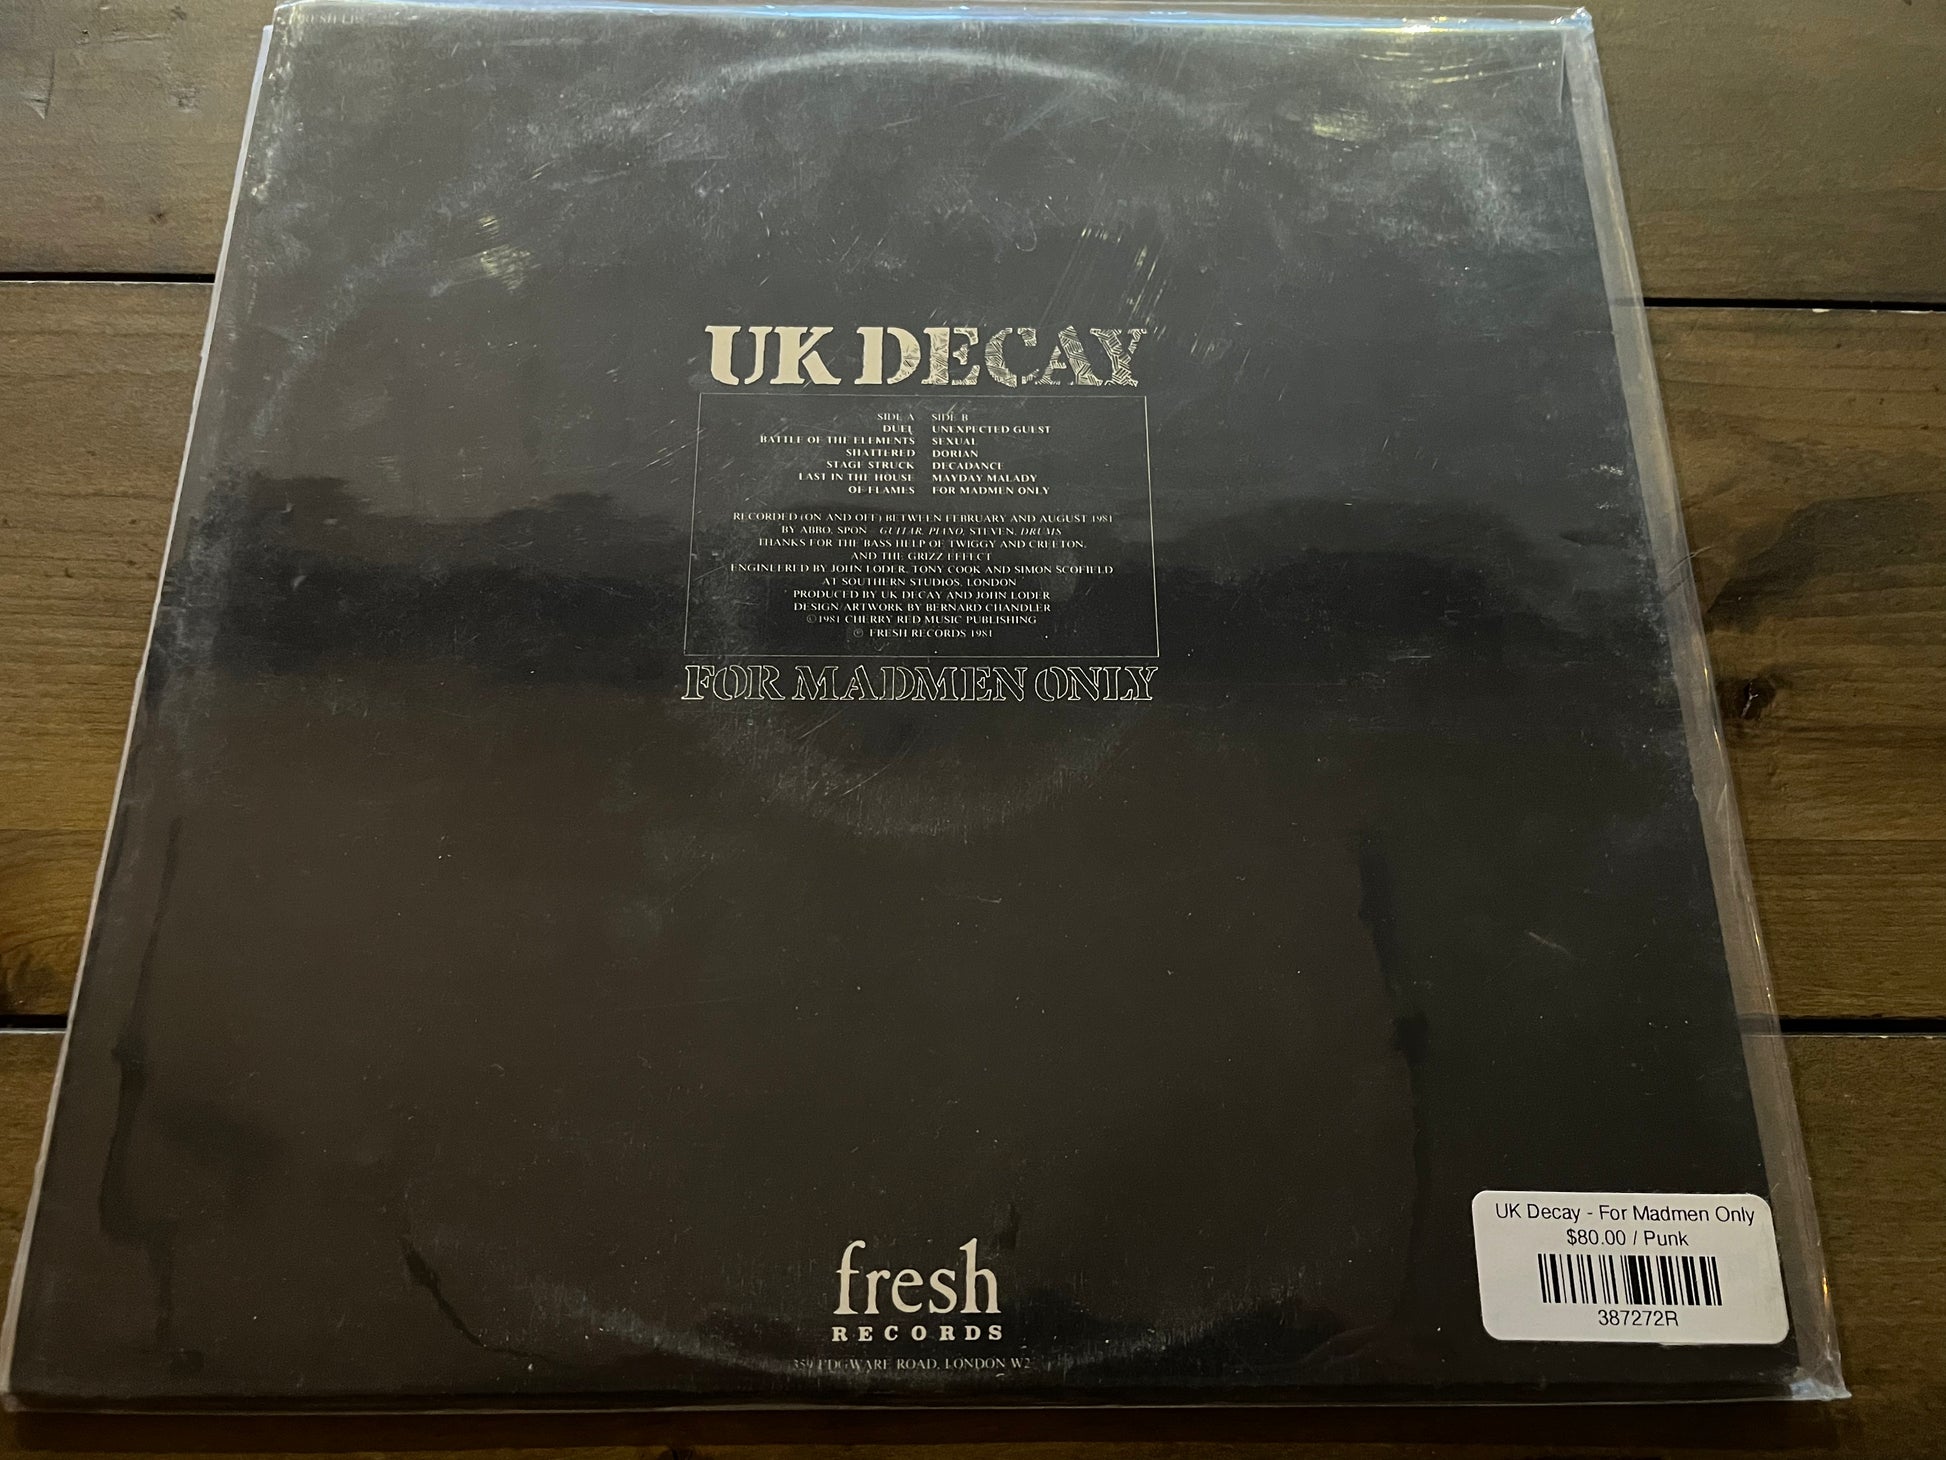 FRESH LP5
UK DECAY
SIDE A SIDE B
DUEL UNEXPECTED GUEST
BATTLE OF THE ELEMENTS SEXUAL
SHATTERED DORIAN
STAGE STRUCK DECADANCE
LAST IN THE HOUSE MAYDAY MALADY
OF FLAMES FOR MADMEN ONLY
RECORDED (ON AND OFF) BETWEEN FEBRUARY AND AUGUST 1981
BY ABBO, SPON - GUITAR, PIANO, STEVEN, DRUMS
THANKS FOR THE BASS HELP OF TWIGGY AND CREETON,
AND THE GRIZZ EFFECT
ENGINEERED BY JOHN LODER, TONY COOK AND SIMON SCOFIELD
AT SOUTHERN STUDIOS, LONDON
PRODUCED BY UK DECAY AND JOHN LODER
DESIGN/ARTWORK BY BERNARD CHANDLER
©1981 CHERRY RED MUSIC PUBLISHING
℗ FRESH RECORDS 1981
FOR MADMEN ONLY
fresh
RECORDS
359 EDGWARE ROAD, LONDON W2
UK Decay - For Madmen Only
$80.00 / Punk
387272R